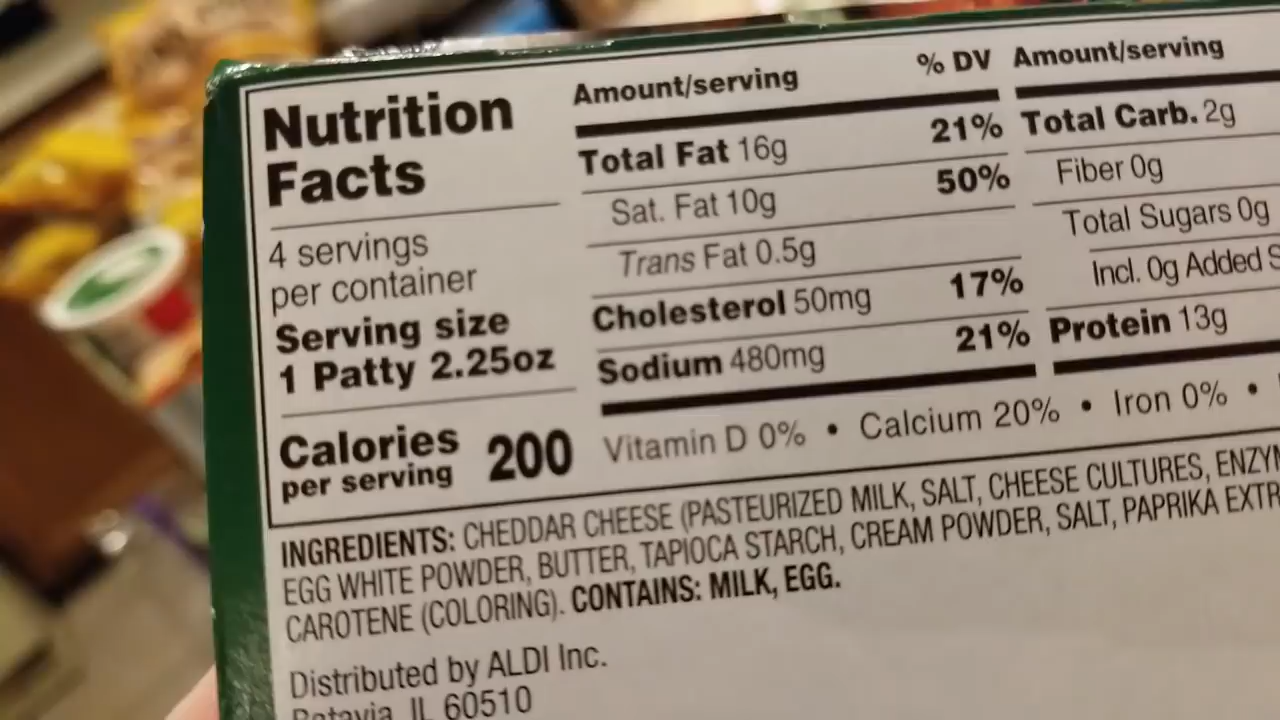 Nutrition
Facts
4 servings
per container
Serving size
1 Patty 2.25oz
Calories
per serving
200
Amount/serving % DV
Total Fat 16g 21%
Sat. Fat 10g 50%
Trans Fat 0.5g
Cholesterol 50mg 17%
Sodium 480mg 21%
Amount/serving
Total Carb. 2g
Fiber 0g
Total Sugars 0g
Incl. 0g Added
Protein 13g
Vitamin D 0% • Calcium 20% • Iron 0% •
INGREDIENTS: CHEDDAR CHEESE (PASTEURIZED MILK, SALT, CHEESE CULTURES,
EGG WHITE POWDER, BUTTER, TAPIOCA STARCH, CREAM POWDER, SALT, PAPRIKA
CAROTENE (COLORING). CONTAINS: MILK, EGG.
Distributed by ALDI Inc.
Batavia, IL 60510